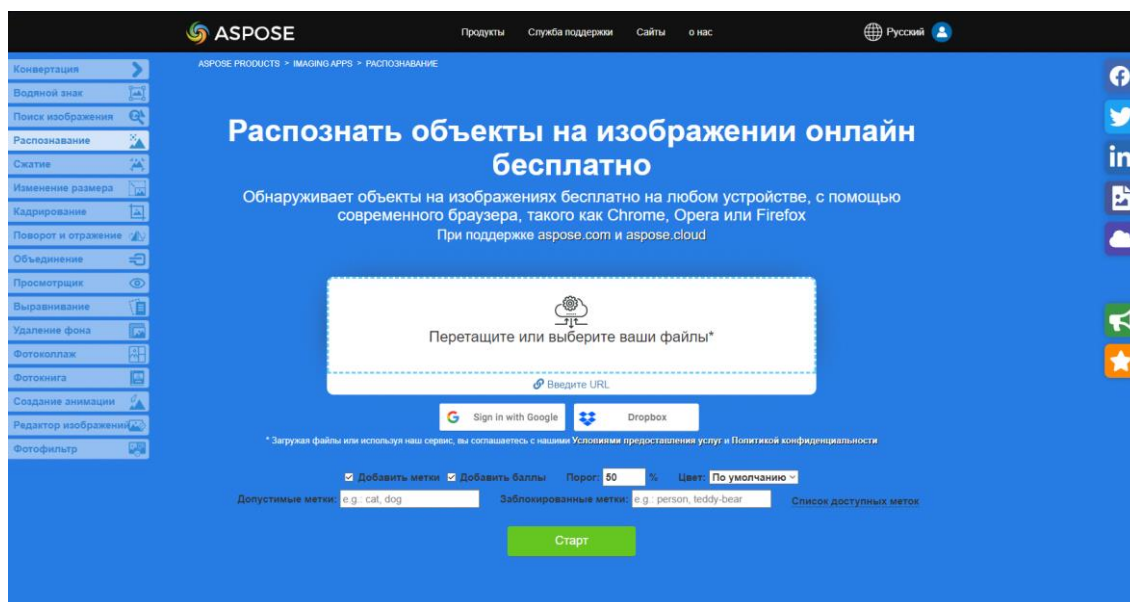 ASPOSE
Продукты Служба поддержки Сайты о нас
Русский
ASPOSE PRODUCTS > IMAGING APPS > РАСПОЗНАВАНИЕ
Конвертация
Водяной знак
Поиск изображения
Распознавание
Сжатие
Изменение размера
Кадрирование
Поворот и отражение
Объединение
Просмотрщик
Выравнивание
Удаление фона
Фотоколлаж
Фотокнига
Создание анимации
Редактор изображений
Фотофильтр
Распознать объекты на изображении онлайн
бесплатно
Обнаруживает объекты на изображениях бесплатно на любом устройстве, с помощью
современного браузера, такого как Chrome, Opera или Firefox
При поддержке aspose.com и aspose.cloud
Перетащите или выберите ваши файлы*
Введите URL
Sign in with Google Dropbox
* Загружая файлы или используя наш сервис, вы соглашаетесь с нашими Условиями предоставления услуг и Политикой конфиденциальности
Добавить метки Добавить баллы Порог: 50 % Цвет: По умолчанию
Допустимые метки: e.g.: cat, dog Заблокированные метки: e.g.: person, teddy-bear Список доступных меток
Старт